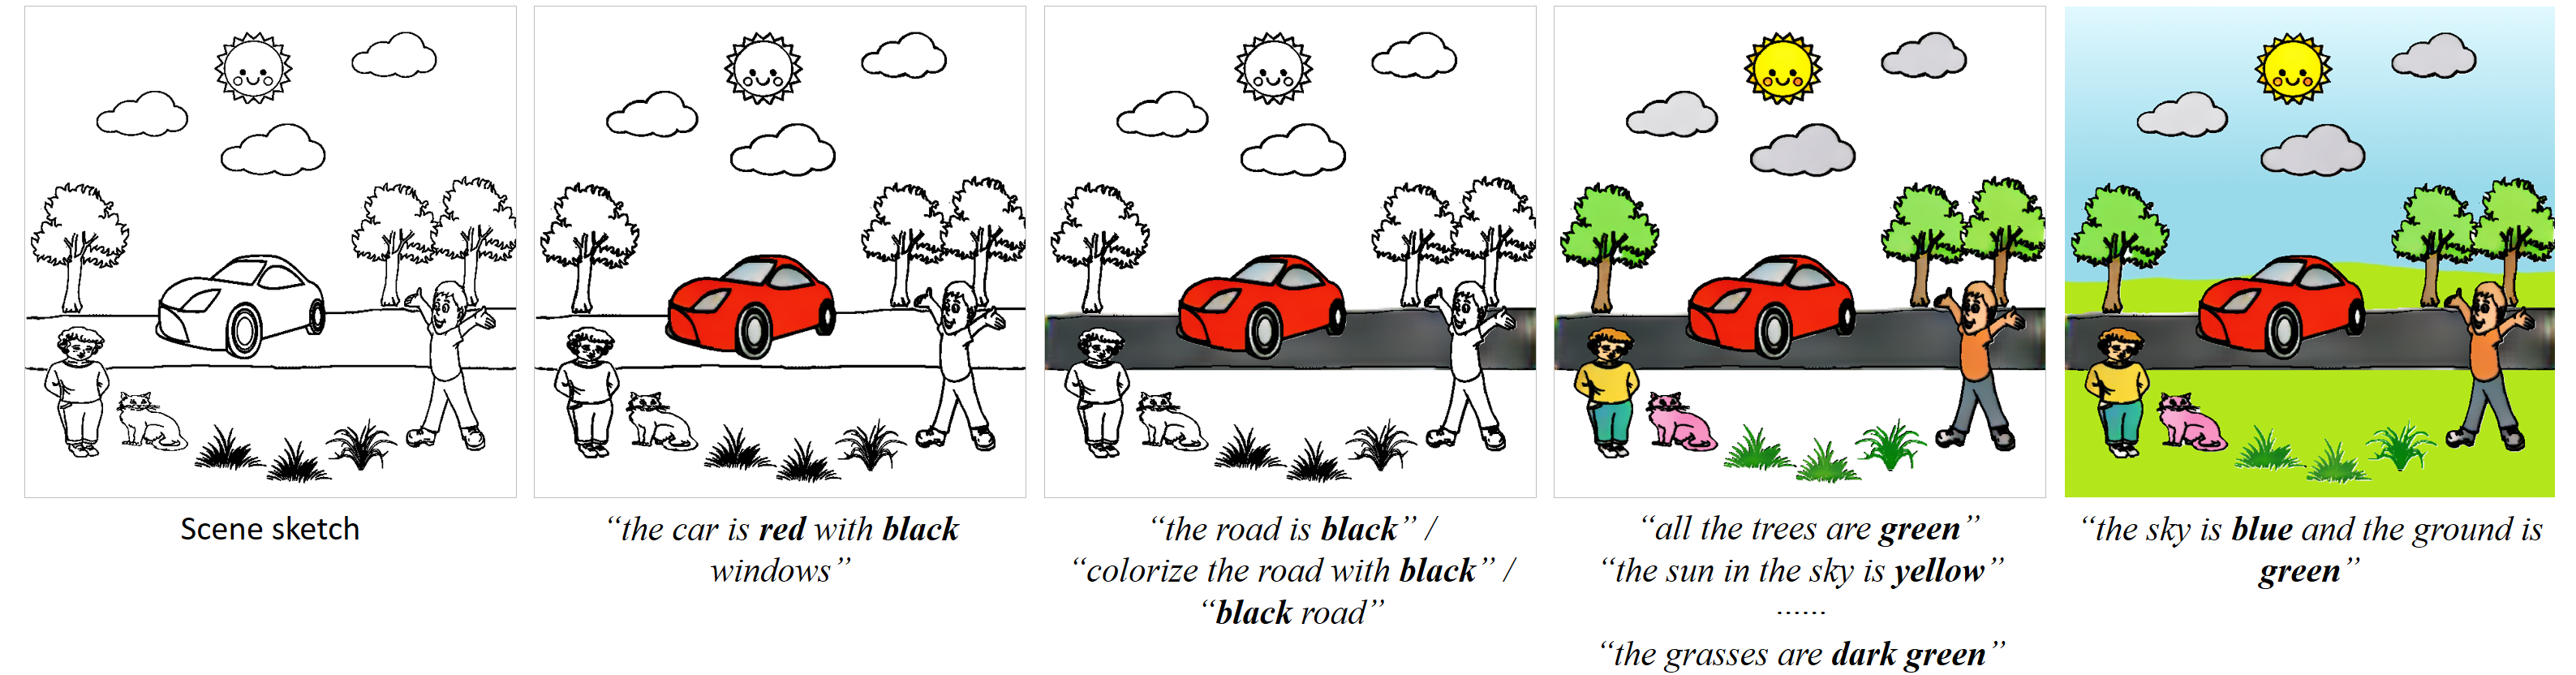 Scene sketch
“the car is red with black
windows”
“the road is black” /
“colorize the road with black” /
“black road”
“all the trees are green”
“the sun in the sky is yellow”
......
“the grasses are dark green”
“the sky is blue and the ground is
green”